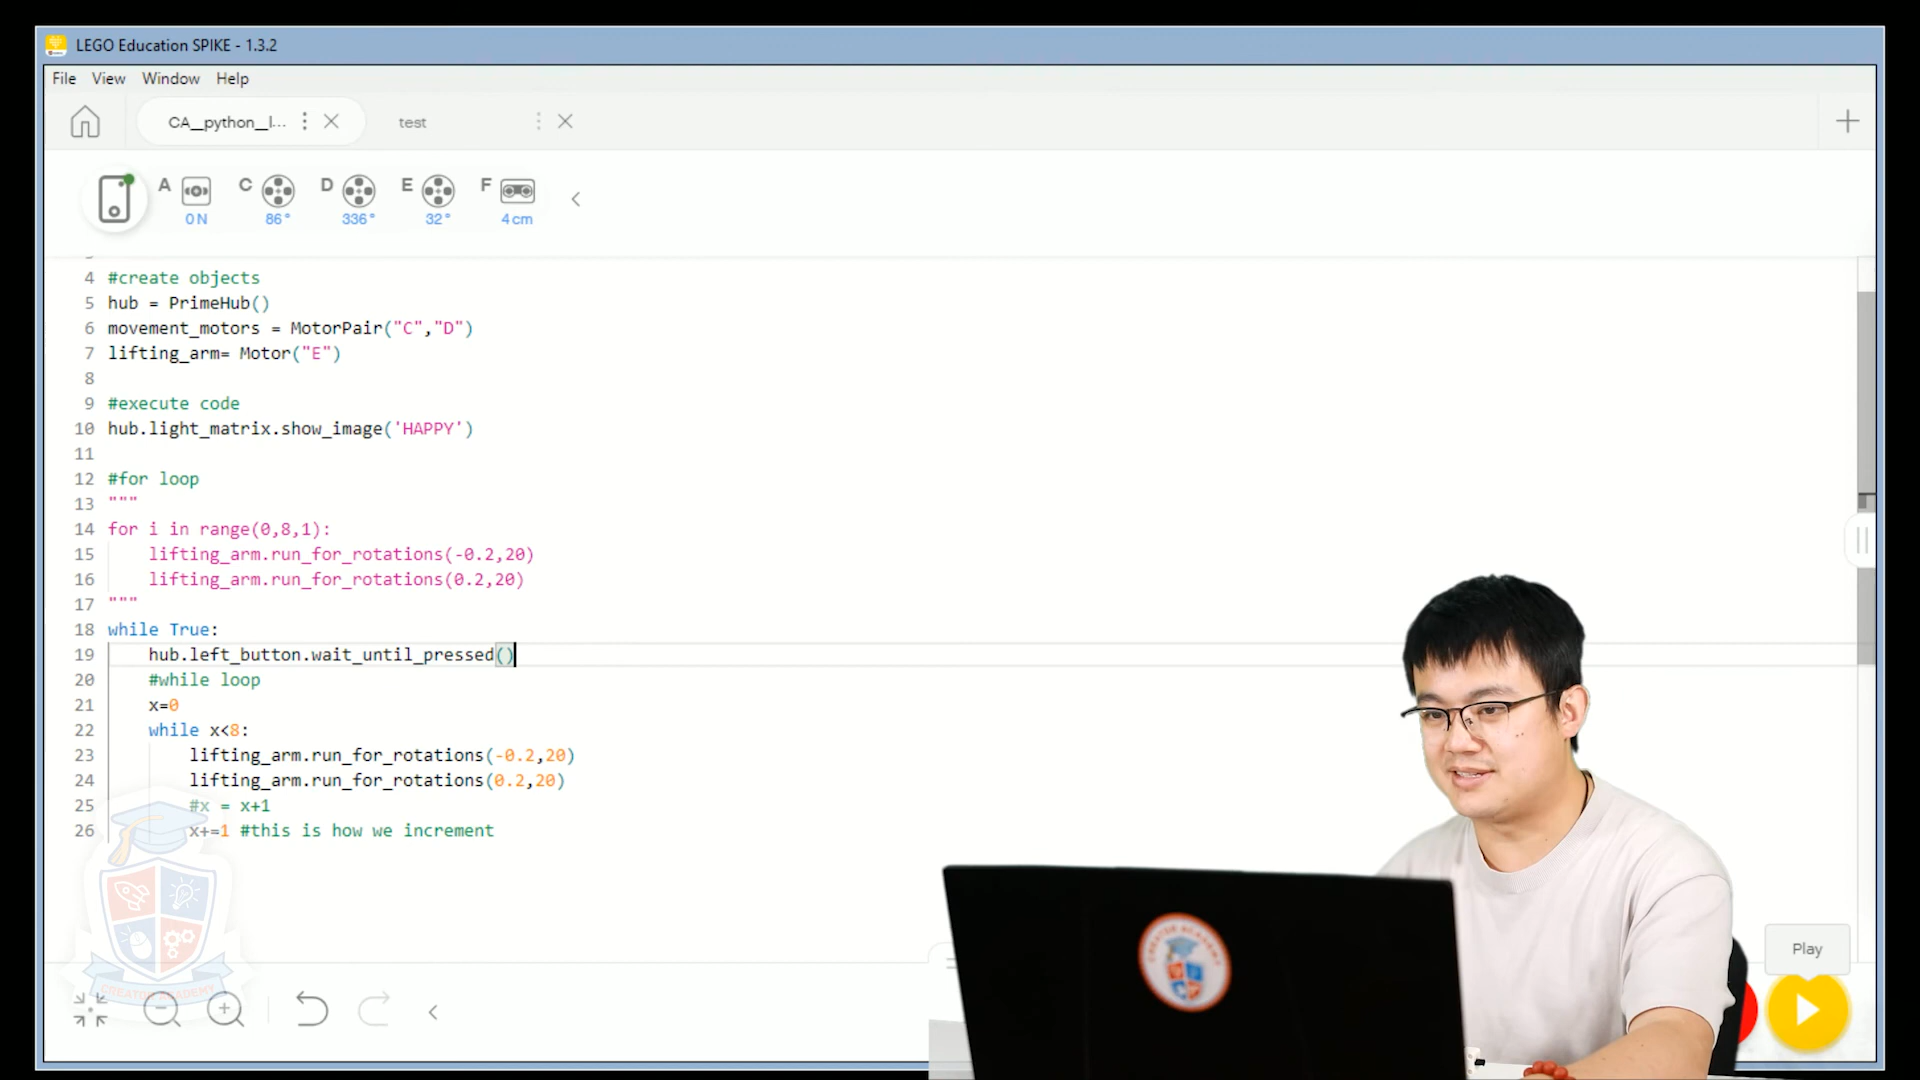 LEGO Education SPIKE - 1.3.2
File View Window Help
CA__python__l... test
A C D E F
0 N 86° 336° 32° 4 cm
4 #create objects
5 hub = PrimeHub()
6 movement_motors = MotorPair("C","D")
7 lifting_arm= Motor("E")
8
9 #execute code
10 hub.light_matrix.show_image('HAPPY')
11
12 #for loop
13 """
14 for i in range(0,8,1):
15 lifting_arm.run_for_rotations(-0.2,20)
16 lifting_arm.run_for_rotations(0.2,20)
17 """
18 while True:
19 hub.left_button.wait_until_pressed()
20 #while loop
21 x=0
22 while x<8:
23 lifting_arm.run_for_rotations(-0.2,20)
24 lifting_arm.run_for_rotations(0.2,20)
25 #x = x+1
26 x+=1 #this is how we increment
CREATOR ACADEMY
CREATOR ACADEMY
Play